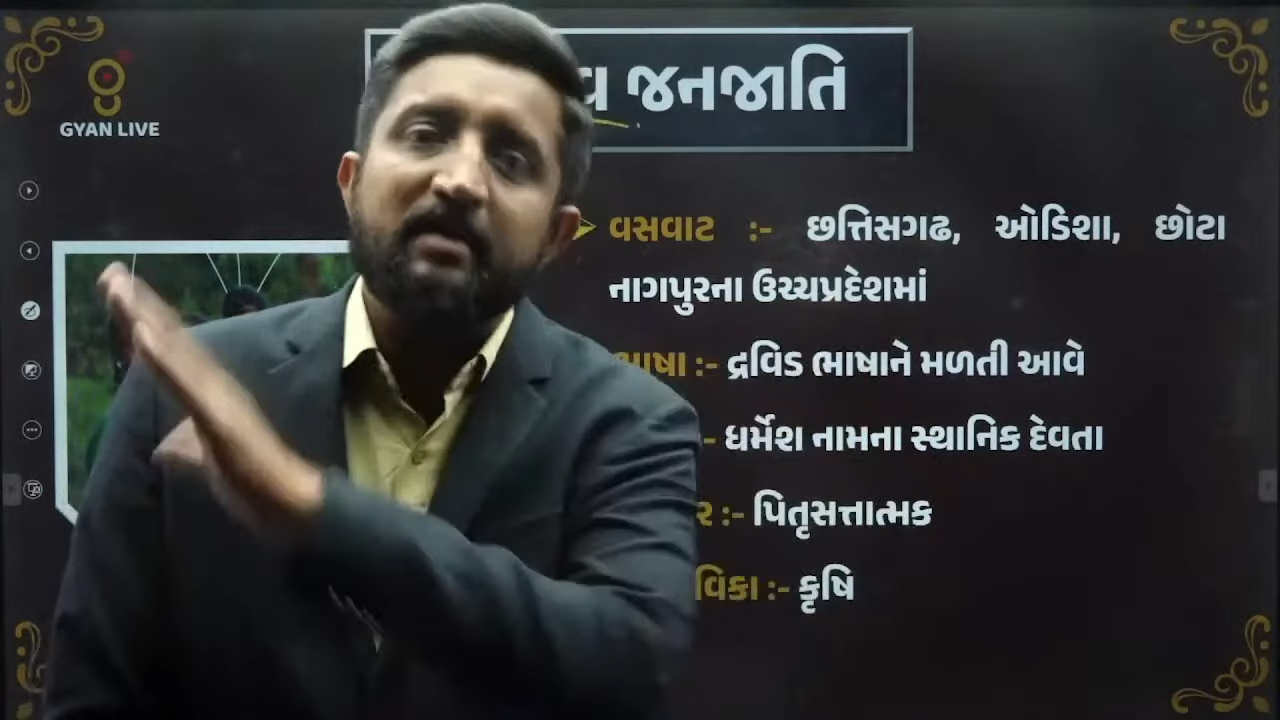 GYAN LIVE
જનજાતિ
વસવાટ :- છત્તિસગઢ, ઓડિશા, છોટા
નાગપુરના ઉચ્ચપ્રદેશમાં
:- દ્રવિડ ભાષાને મળતી આવે
- ધર્મેશ નામના સ્થાનિક દેવતા
:- પિતૃસત્તાત્મક
:- કૃષિ